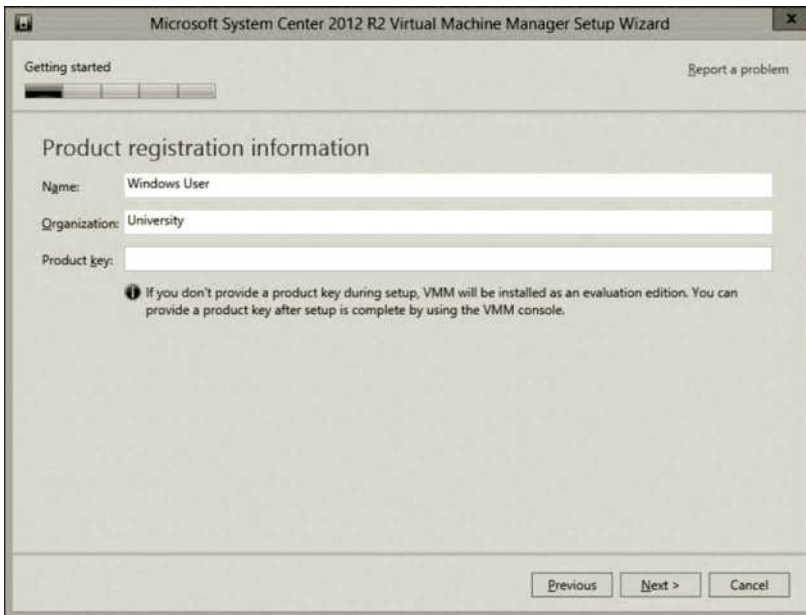 Microsoft System Center 2012 R2 Virtual Machine Manager Setup Wizard
x
Getting started
Report a problem
Product registration information
Name: Windows User
Organization: University
Product key:
If you don't provide a product key during setup, VMM will be installed as an evaluation edition. You can
provide a product key after setup is complete by using the VMM console.
Previous Next > Cancel